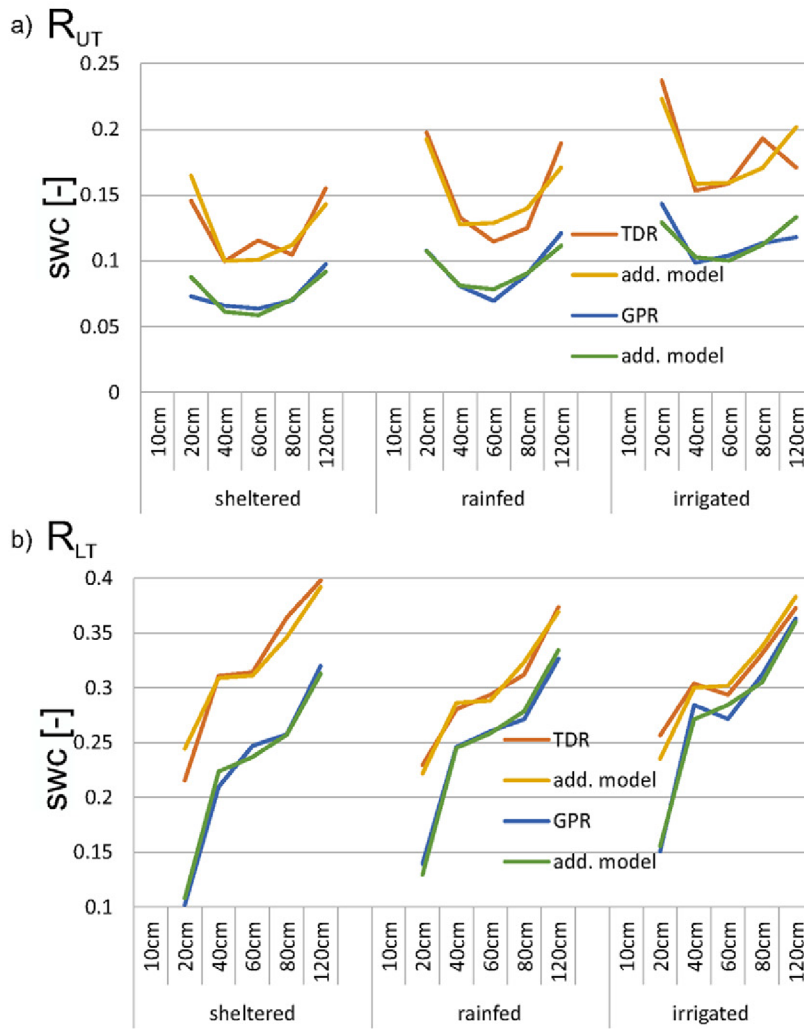 a) R_UT
0.25
0.2
0.15
0.1
0.05
0
SWC [-]
TDR
add. model
GPR
add. model
10cm 20cm 40cm 60cm 80cm 120cm 10cm 20cm 40cm 60cm 80cm 120cm 10cm 20cm 40cm 60cm 80cm 120cm
sheltered rainfed irrigated
b) R_LT
0.4
0.35
0.3
0.25
0.2
0.15
0.1
SWC [-]
TDR
add. model
GPR
add. model
10cm 20cm 40cm 60cm 80cm 120cm 10cm 20cm 40cm 60cm 80cm 120cm 10cm 20cm 40cm 60cm 80cm 120cm
sheltered rainfed irrigated